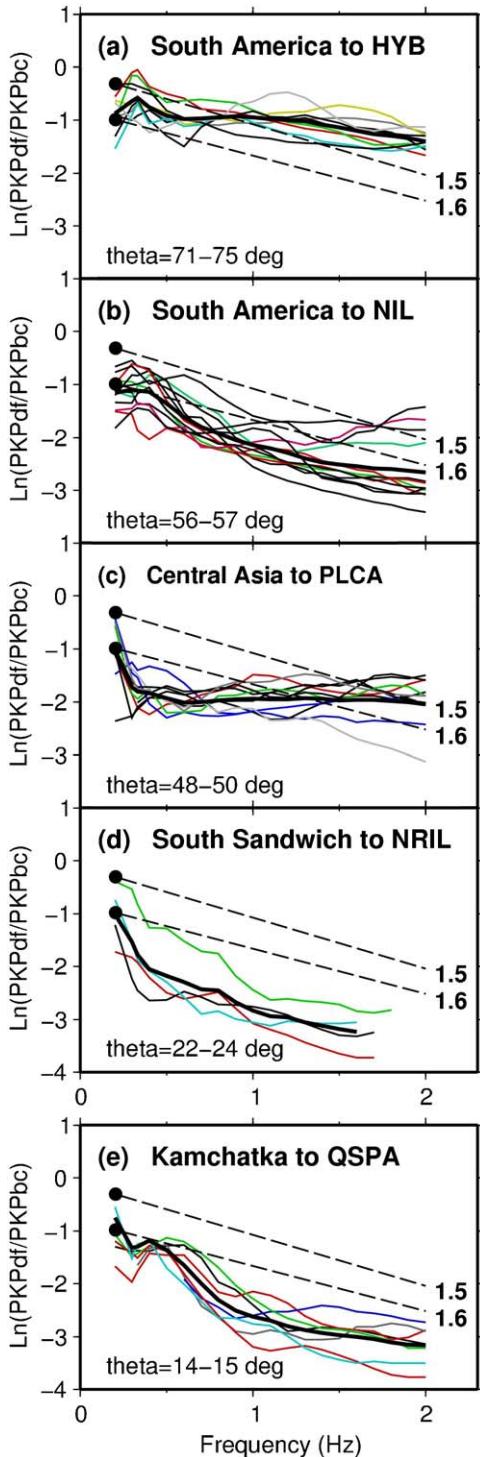 (a) South America to HYB
Ln(PKPdf/PKPbc)
0
−1
−2
−3
1.5
1.6
theta=71−75 deg
1
(b) South America to NIL
Ln(PKPdf/PKPbc)
0
−1
−2
−3
1.5
1.6
theta=56−57 deg
1
(c) Central Asia to PLCA
Ln(PKPdf/PKPbc)
0
−1
−2
−3
1.5
1.6
theta=48−50 deg
1
(d) South Sandwich to NRIL
Ln(PKPdf/PKPbc)
0
−1
−2
−3
−4
1.5
1.6
theta=22−24 deg
0 1 2
1
(e) Kamchatka to QSPA
Ln(PKPdf/PKPbc)
0
−1
−2
−3
−4
1.5
1.6
theta=14−15 deg
0 1 2
Frequency (Hz)